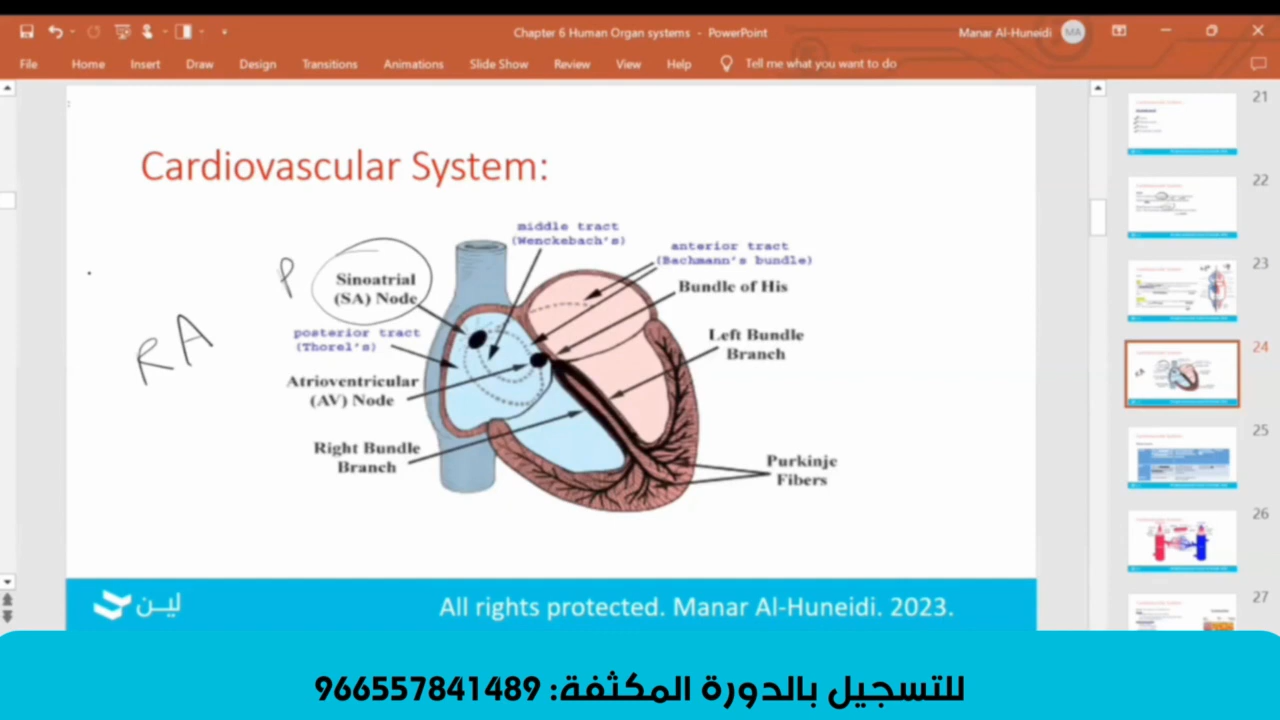 Chapter 6 Human Organ systems - PowerPoint
Manar Al-Huneidi
MA
File
Home
Insert
Draw
Design
Transitions
Animations
Slide Show
Review
View
Help
Tell me what you want to do
Cardiovascular System:
middle tract
(Wenckebach's)
anterior tract
(Bachmann's bundle)
P
Sinoatrial
(SA) Node
Bundle of His
RA
posterior tract
(Thorel's)
Left Bundle
Branch
Atrioventricular
(AV) Node
Right Bundle
Branch
Purkinje
Fibers
لين
All rights protected. Manar Al-Huneidi. 2023.
21
22
23
24
25
26
27
للتسجيل بالدورة المكثفة: 966557841489